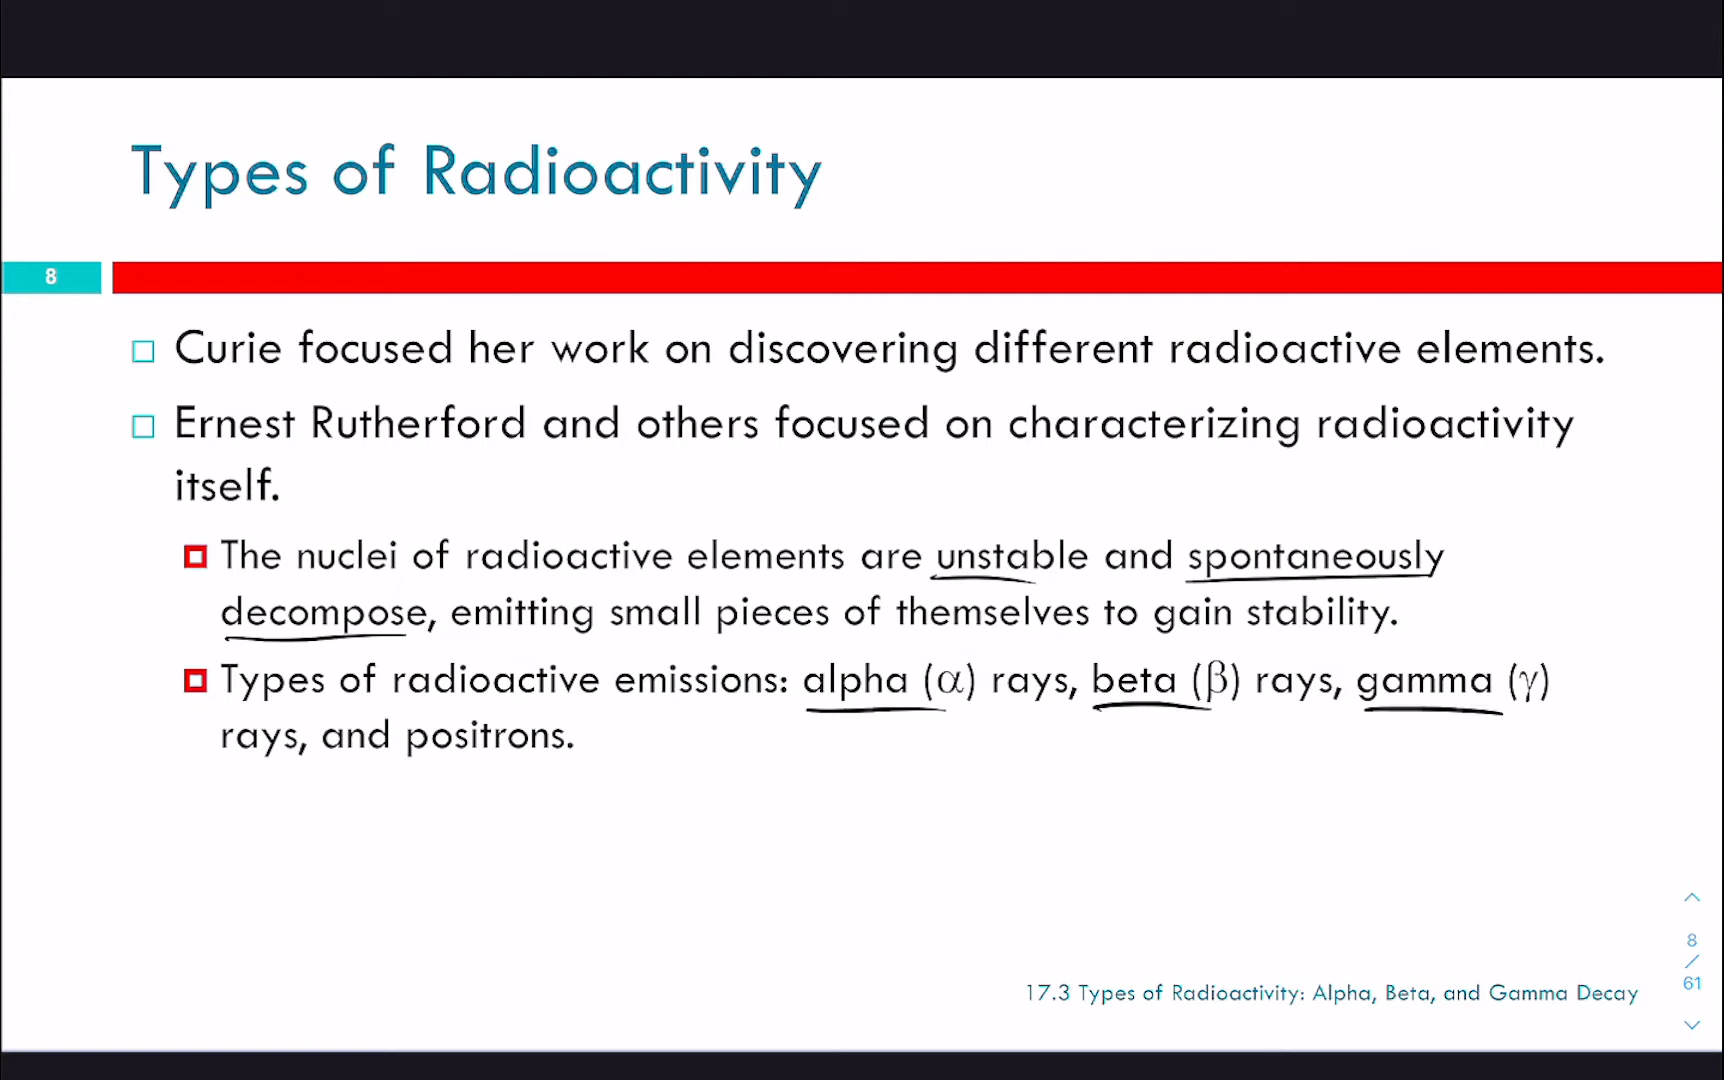 Types of Radioactivity
8
Curie focused her work on discovering different radioactive elements.
Ernest Rutherford and others focused on characterizing radioactivity
itself.
The nuclei of radioactive elements are unstable and spontaneously
decompose, emitting small pieces of themselves to gain stability.
Types of radioactive emissions: alpha (α) rays, beta (β) rays, gamma (γ)
rays, and positrons.
8
/
61
17.3 Types of Radioactivity: Alpha, Beta, and Gamma Decay